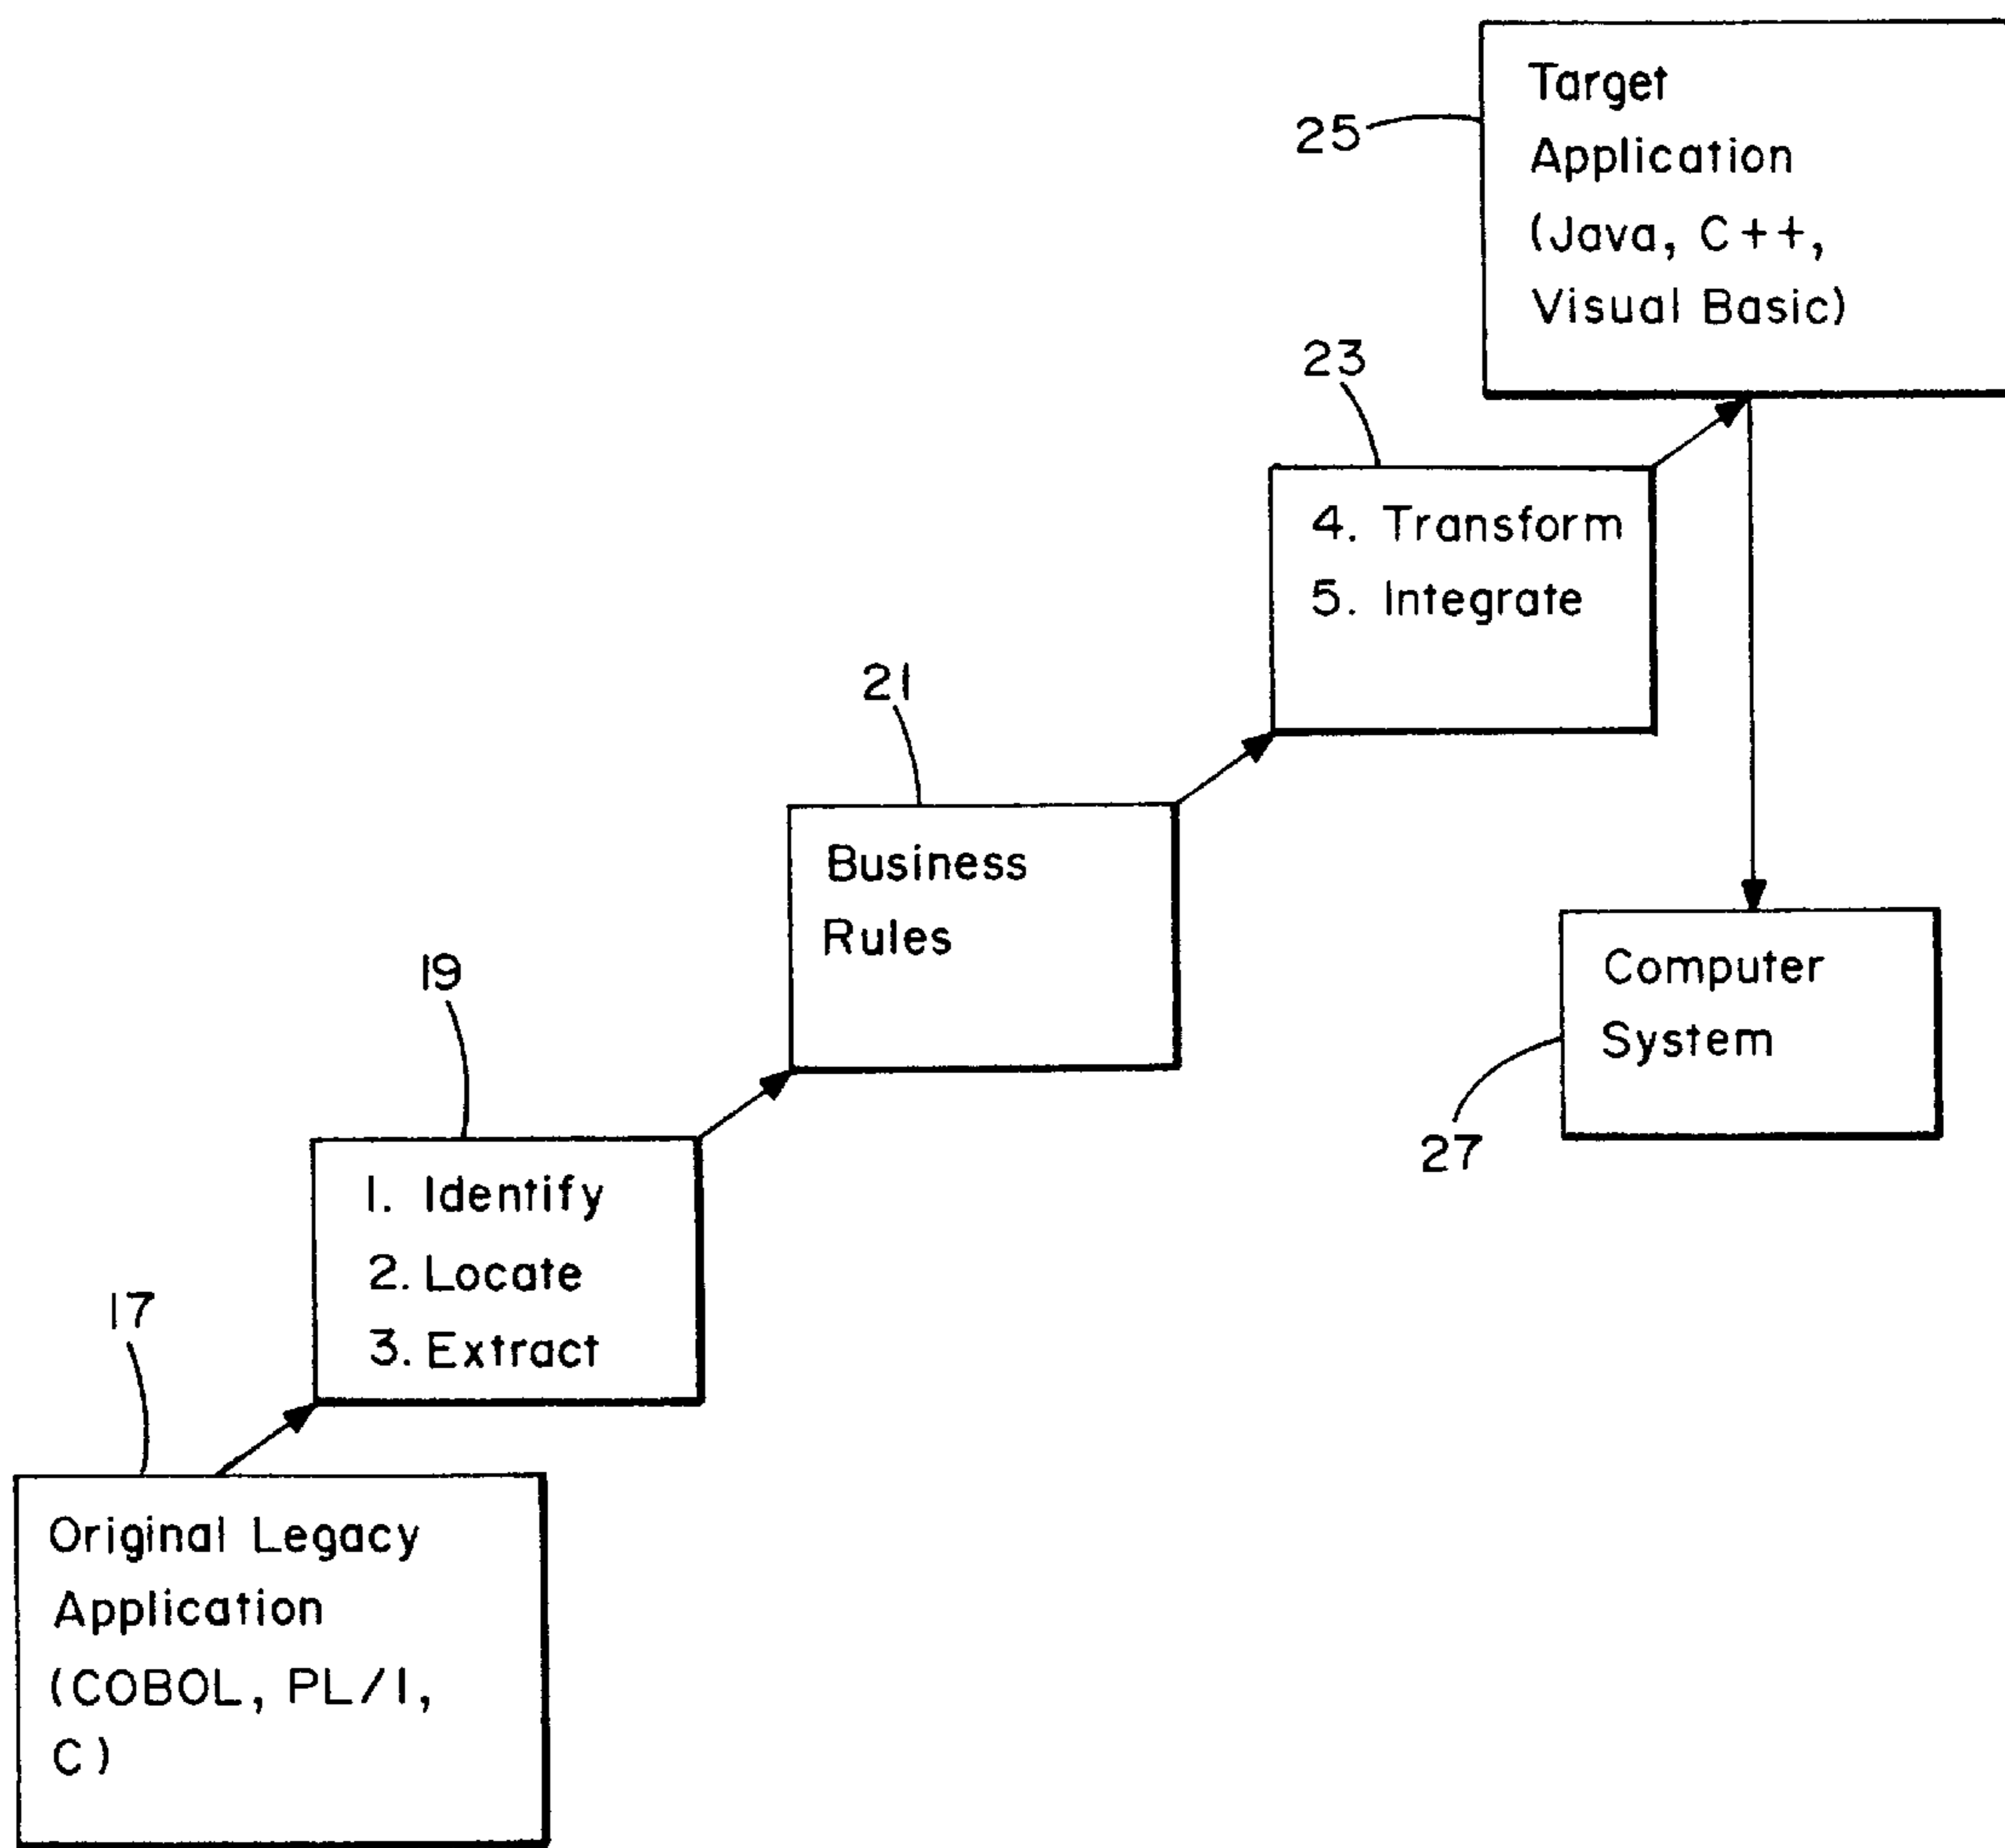 25
Target
Application
(Java, C++,
Visual Basic)
23
4. Transform
5. Integrate
21
Business
Rules
Computer
System
27
19
1. Identify
2. Locate
3. Extract
17
Original Legacy
Application
(COBOL, PL/1,
C)